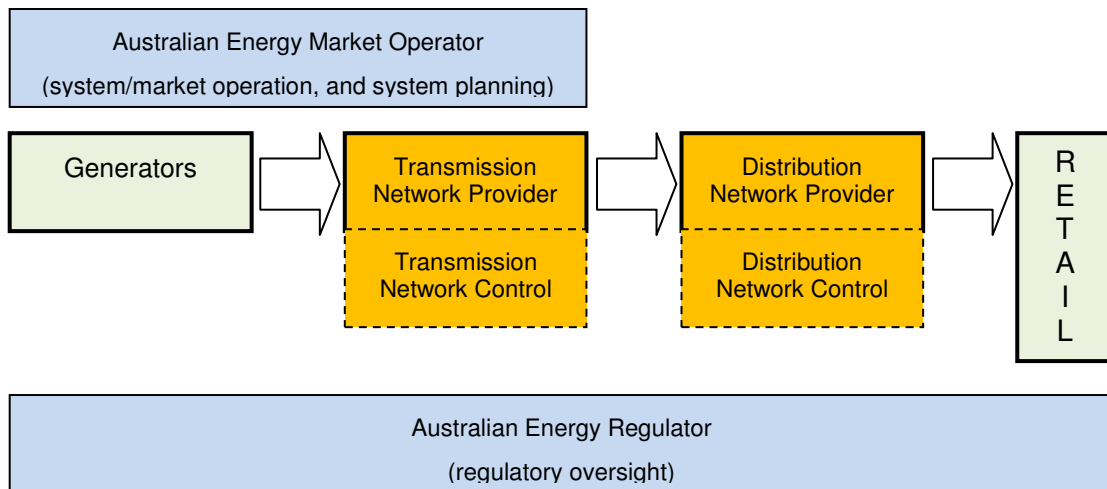 Australian Energy Market Operator
(system/market operation, and system planning)
Generators
Transmission
Network Provider
Distribution
Network Provider
R
E
T
A
I
L
Transmission
Network Control
Distribution
Network Control
Australian Energy Regulator
(regulatory oversight)